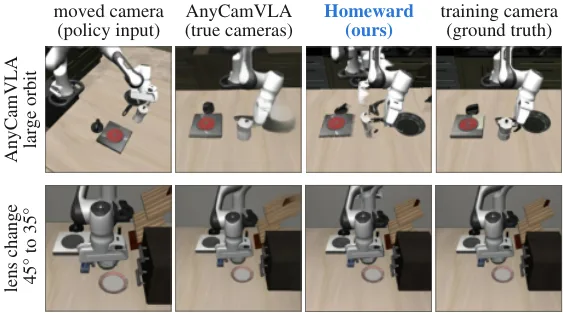 moved camera
(policy input)
AnyCamVLA
(true cameras)
Homeward
(ours)
training camera
(ground truth)
AnyCamVLA
large orbit
lens change
45° to 35°